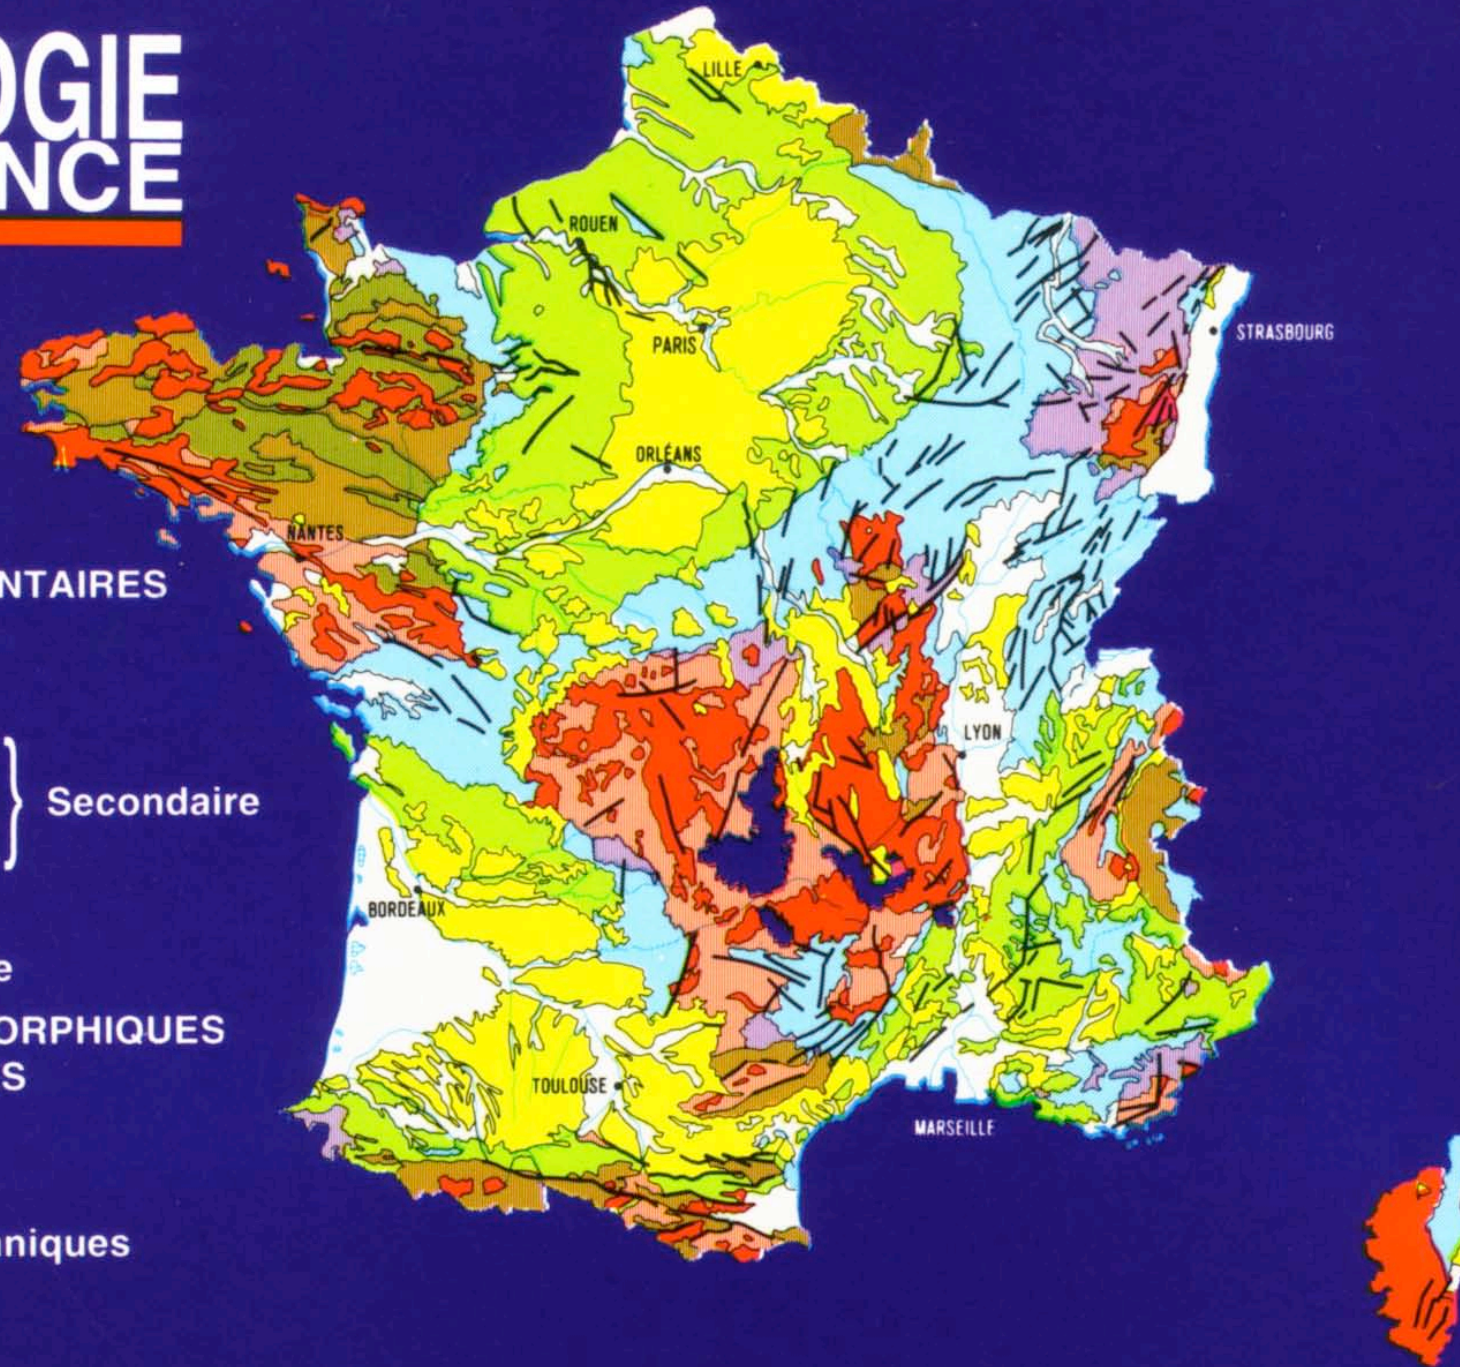 OGIE
NCE
LILLE
ROUEN
STRASBOURG
PARIS
ORLÉANS
NANTES
NTAIRES
LYON
Secondaire
BORDEAUX
e
ORPHIQUES
S
TOULOUSE
MARSEILLE
niques